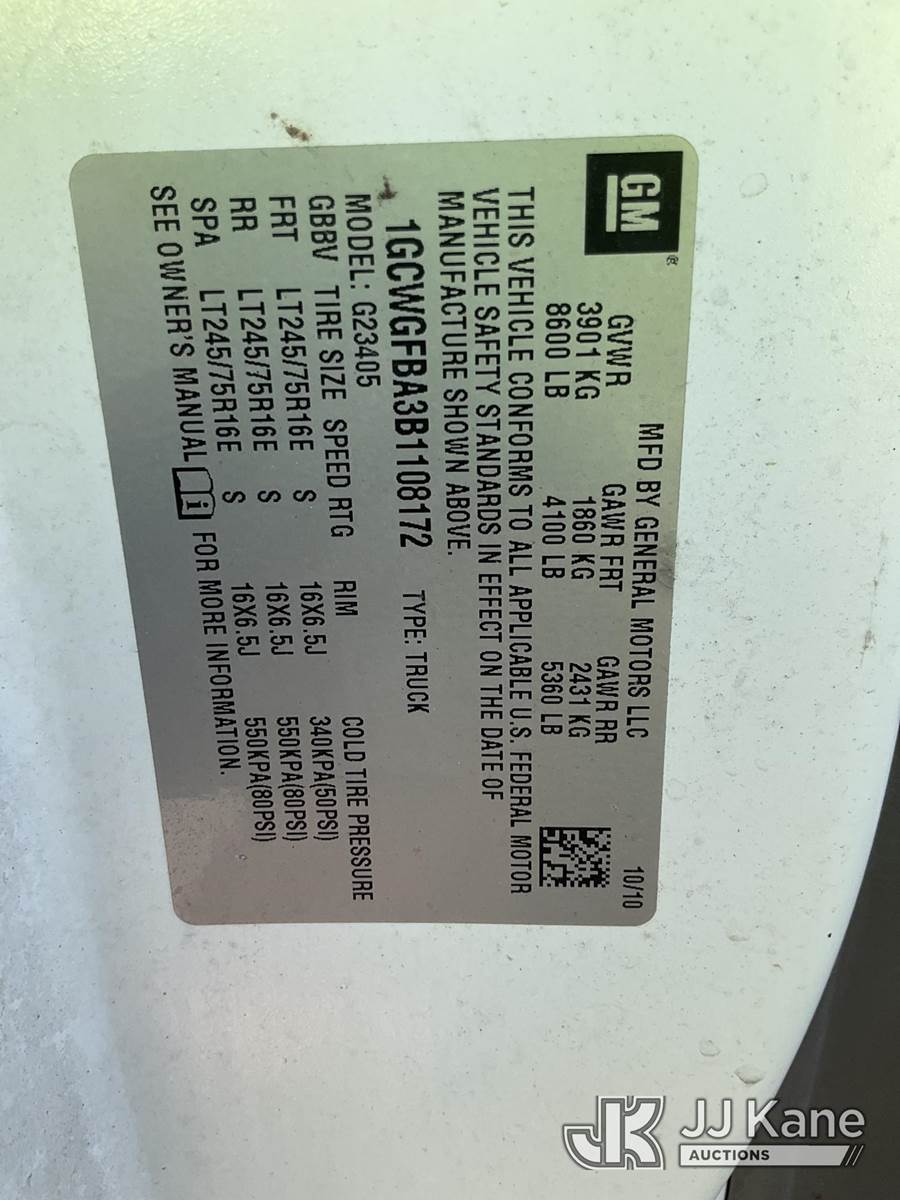 GM®
MFD BY GENERAL MOTORS LLC 10/10
GVWR GAWR FRT GAWR RR
3901 KG 1860 KG 2431 KG
8600 LB 4100 LB 5360 LB
THIS VEHICLE CONFORMS TO ALL APPLICABLE U.S. FEDERAL MOTOR
VEHICLE SAFETY STANDARDS IN EFFECT ON THE DATE OF
MANUFACTURE SHOWN ABOVE.
1GCWGFBA3B1108172 TYPE: TRUCK
MODEL: G23405
GBBV TIRE SIZE SPEED RTG RIM COLD TIRE PRESSURE
FRT LT245/75R16E S 16X6.5J 340KPA(50PSI)
RR LT245/75R16E S 16X6.5J 550KPA(80PSI)
SPA LT245/75R16E S 16X6.5J 550KPA(80PSI)
SEE OWNER'S MANUAL i FOR MORE INFORMATION.
JK JJ Kane
AUCTIONS